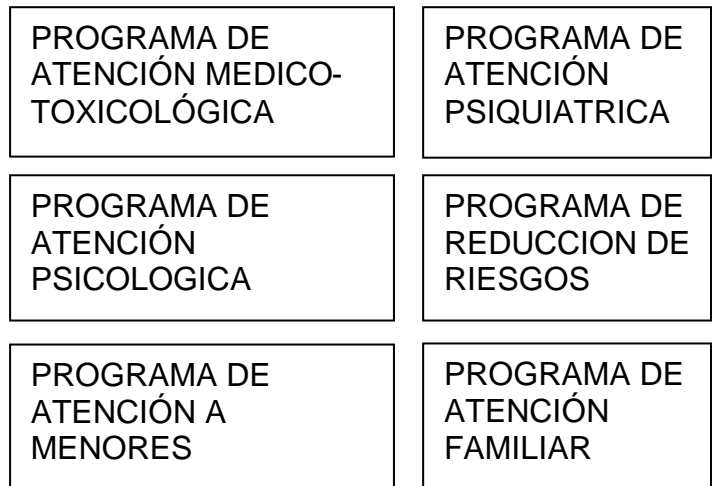 PROGRAMA DE
ATENCIÓN MEDICO-
TOXICOLÓGICA
PROGRAMA DE
ATENCIÓN
PSIQUIATRICA
PROGRAMA DE
ATENCIÓN
PSICOLOGICA
PROGRAMA DE
REDUCCION DE
RIESGOS
PROGRAMA DE
ATENCIÓN A
MENORES
PROGRAMA DE
ATENCIÓN
FAMILIAR